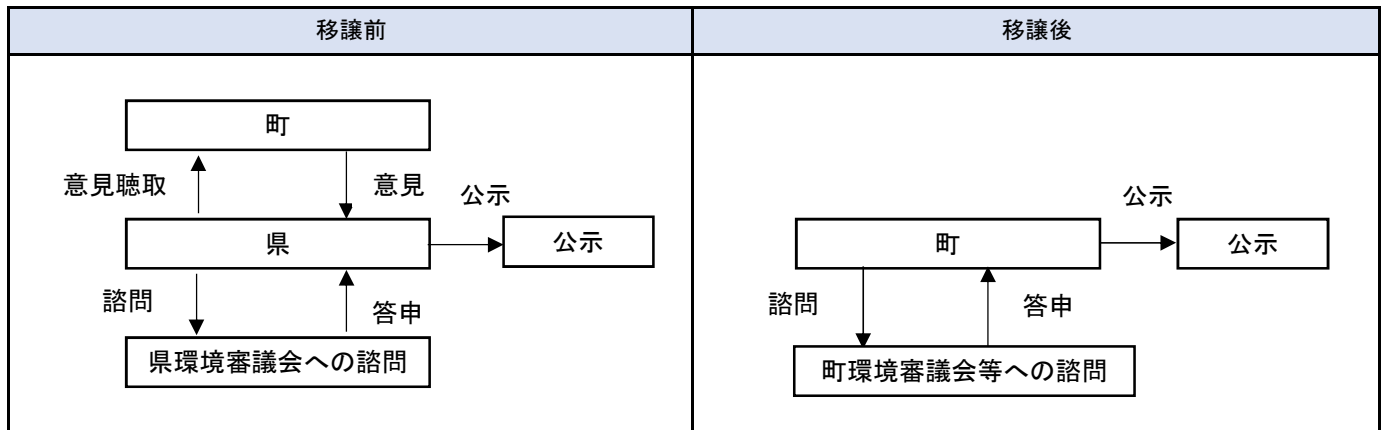 移譲前
移譲後
町
意見聴取
意見
公示
県
公示
諮問
答申
県環境審議会への諮問
公示
町
公示
諮問
答申
町環境審議会等への諮問